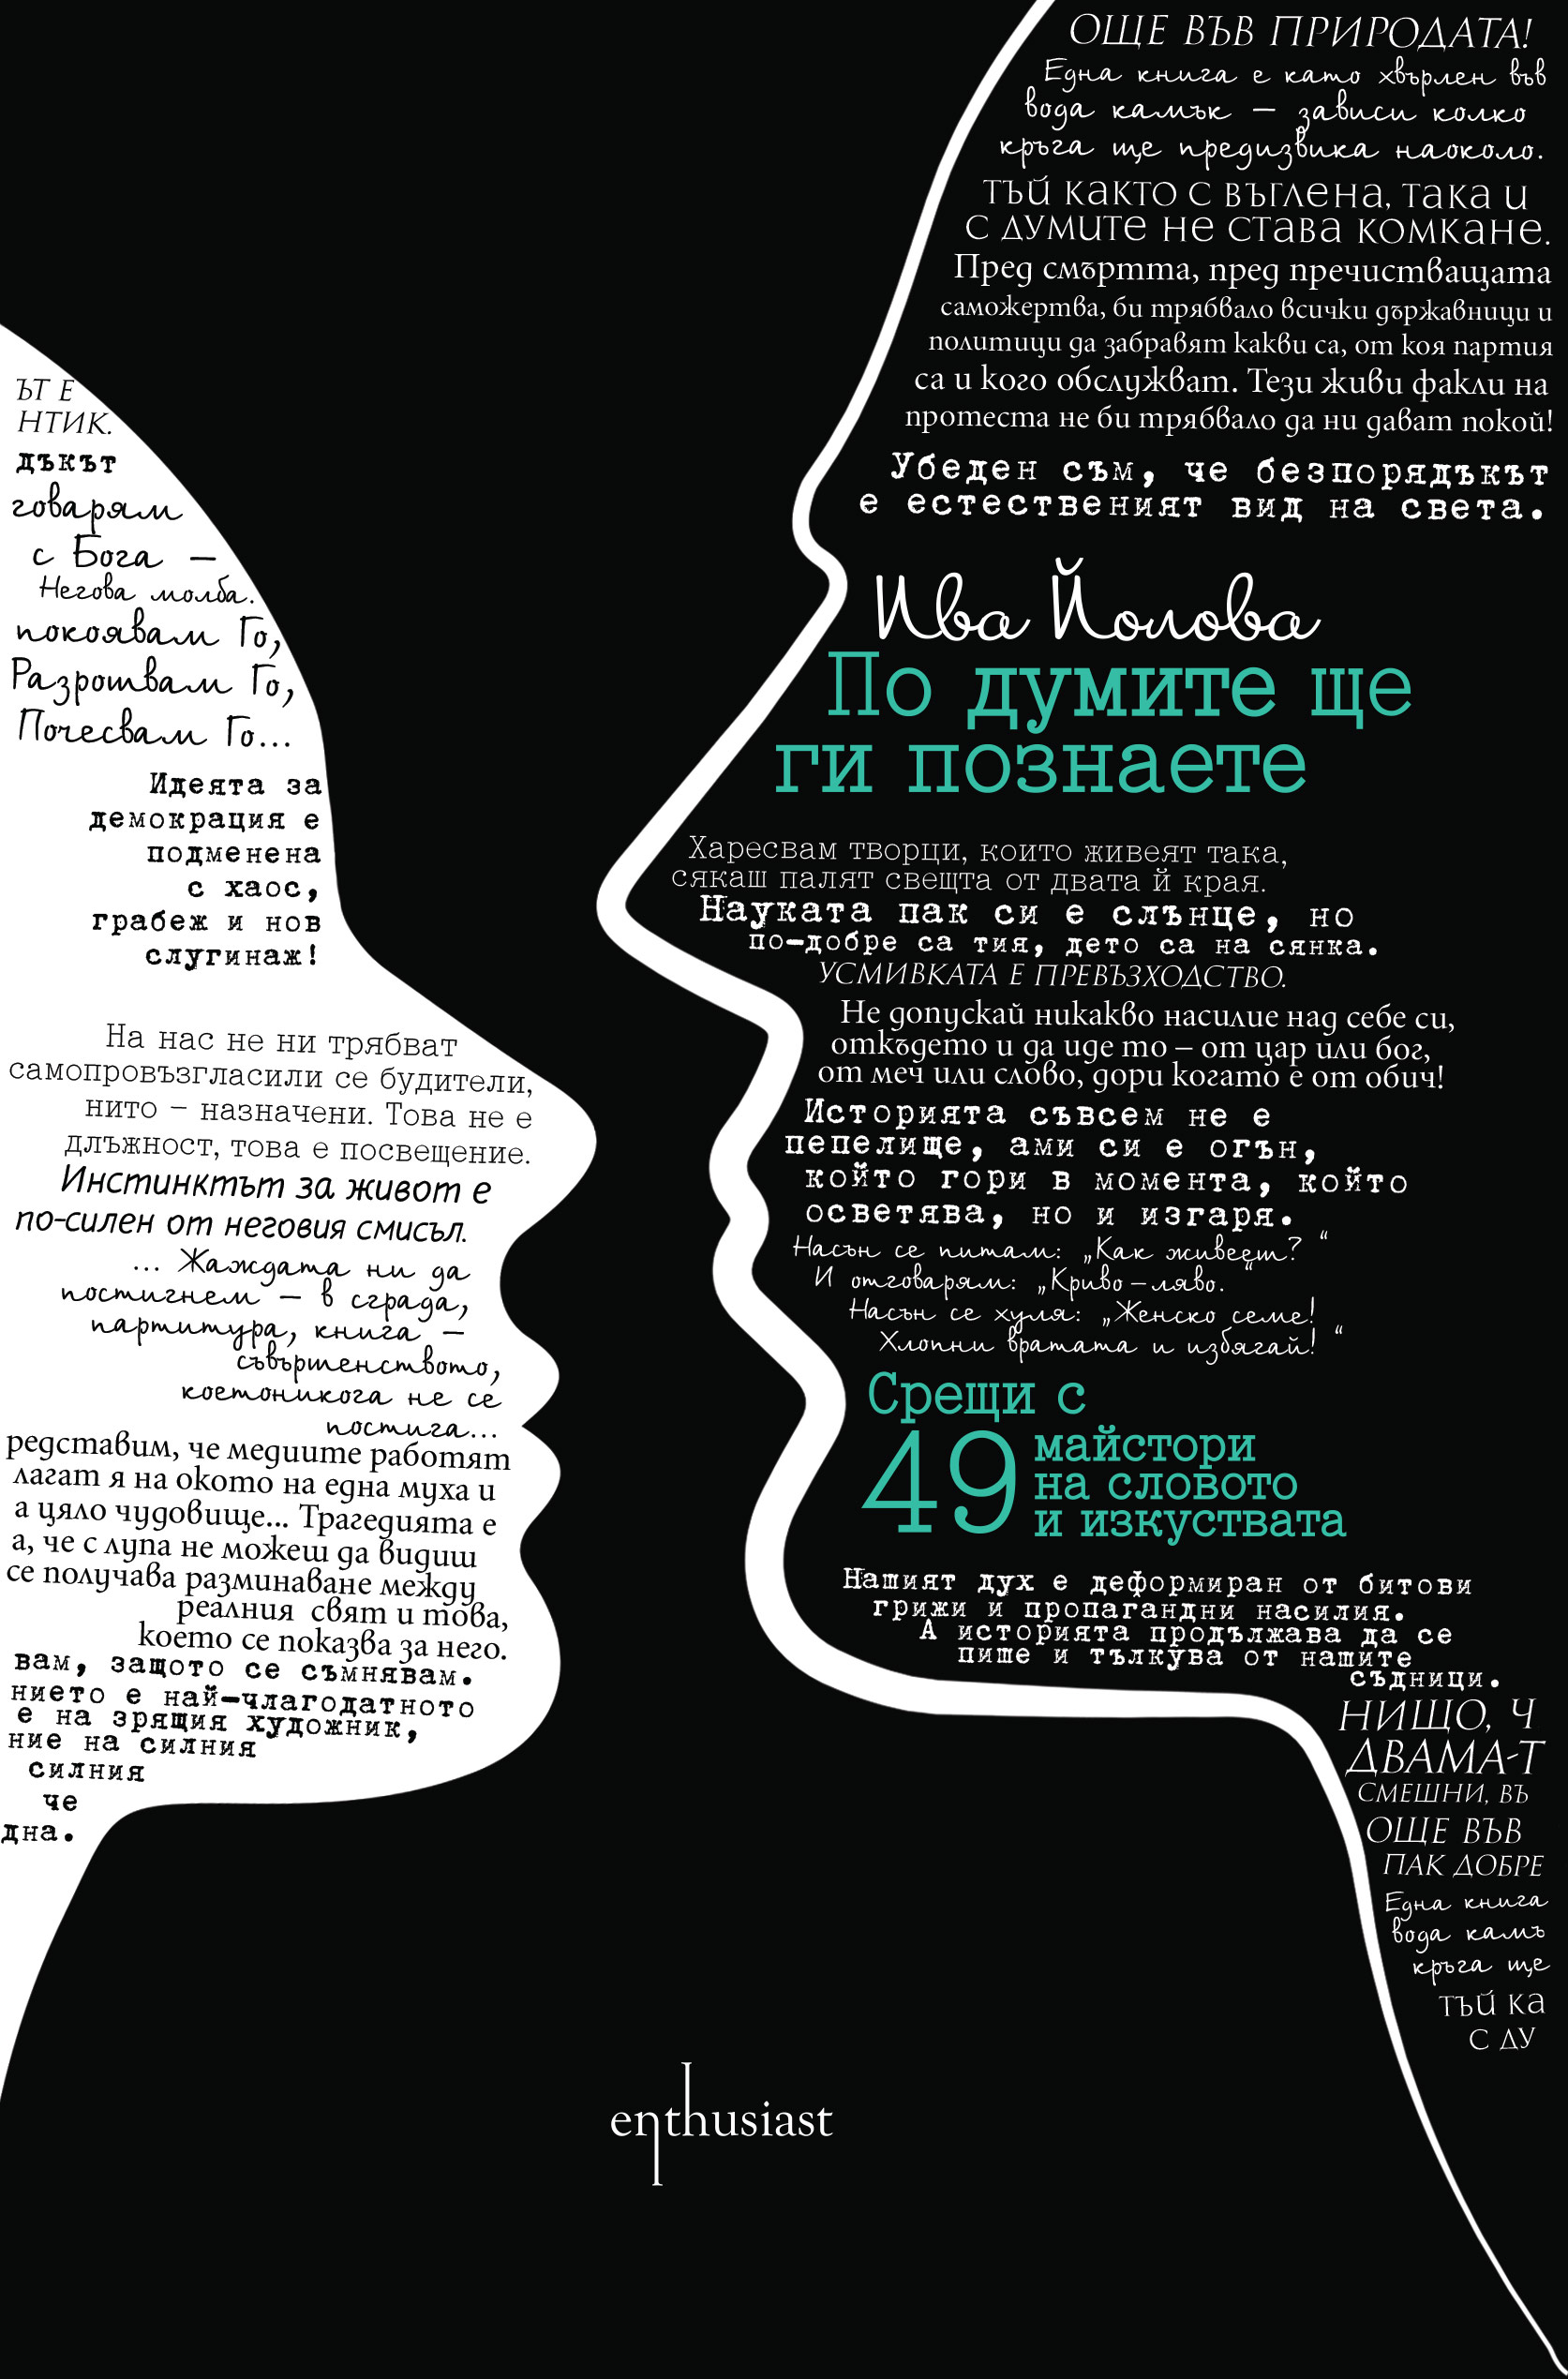 ОЩЕ ВЪВ ПРИРОДАТА!
Една книга е като хвърлен във
вода камък – зависи колко
кръга ще предизвика наоколо.
ТЪЙ КАКТО С ВЪГЛЕНА, ТАКА И
С ДУМИТЕ НЕ СТАВА КОМКАНЕ.
Пред смъртта, пред пречистващата
саможертва, би трябвало всички държавници и
политици да забравят какви са, от коя партия
са и кого обслужват. Тези живи факли на
протеста не би трябвало да ни дават покой!
Убеден съм, че безпорядъкът
е естественият вид на света.
Ива Йолова
По думите ще
ги познаете
Харесвам творци, които живеят така,
сякаш палят свещта от двата й края.
Науката пак си е слънце, но
по-добре са тия, дето са на сянка.
УСМИВКАТА Е ПРЕВЪЗХОДСТВО.
Не допускай никакво насилие над себе си,
откъдето и да иде то – от цар или бог,
от меч или слово, дори когато е от обич!
Историята съвсем не е
пепелище, ами си е огън,
който гори в момента, който
осветява, но и изгаря.
Насън се питам: „Как живеет?“
И отговарям: „Криво – ляво.“
Насън се хуля: „Женско семе!
Хлопни вратата и избягай!“
Срещи с
49 майстори
на словото
и изкуствата
Нашият дух е деформиран от битови
грижи и пропагандни насилия.
А историята продължава да се
пише и тълкува от нашите
съдници.
НИЩО, Ч
ДВАМА-Т
СМЕШНИ, ВЪ
ОЩЕ ВЪВ
ПАК ДОБРЕ
Една книга
вода камъ
кръга ще
ТЪЙ КА
С ДУ
ЪТ Е
НТИК.
дъкът
говарям
с Бога –
Негова молба.
покоявам Го,
Разротвам Го,
Почесвам Го...
Идеята за
демокрация е
подменена
с хаос,
грабеж и нов
слугинаж!
На нас не ни трябват
самопровъзгласили се будители,
нито – назначени. Това не е
длъжност, това е посвещение.
Инстинктът за живот е
по-силен от неговия смисъл.
... Жаждата ни да
постигнем – в сграда,
партитура, книга –
съвършенството,
коетоникога не се
постига...
редставим, че медиите работят
лагат я на окото на една муха и
а цяло чудовище... Трагедията е
а, че с лупа не можеш да видиш
се получава разминаване между
реалния свят и това,
което се показва за него.
вам, защото се съмнявам.
нието е най-члагодатното
е на зрящия художник,
ние на силния
силния
че
дна.
enthusiast